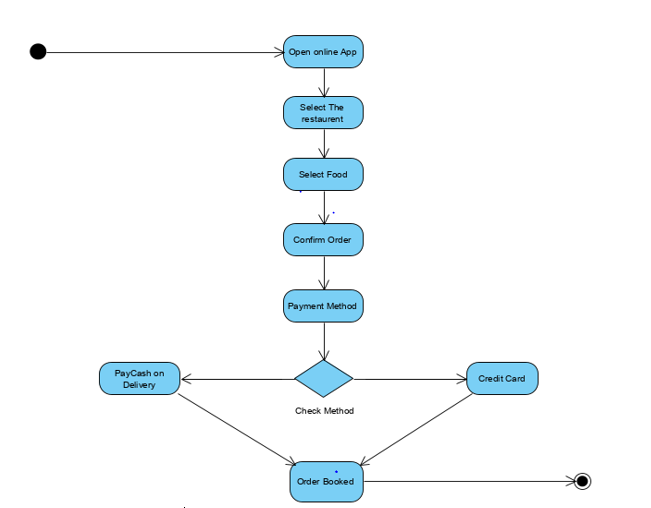 Open online App
Select The
restaurent
Select Food
Confirm Order
Payment Method
PayCash on
Delivery
Credit Card
Check Method
Order Booked